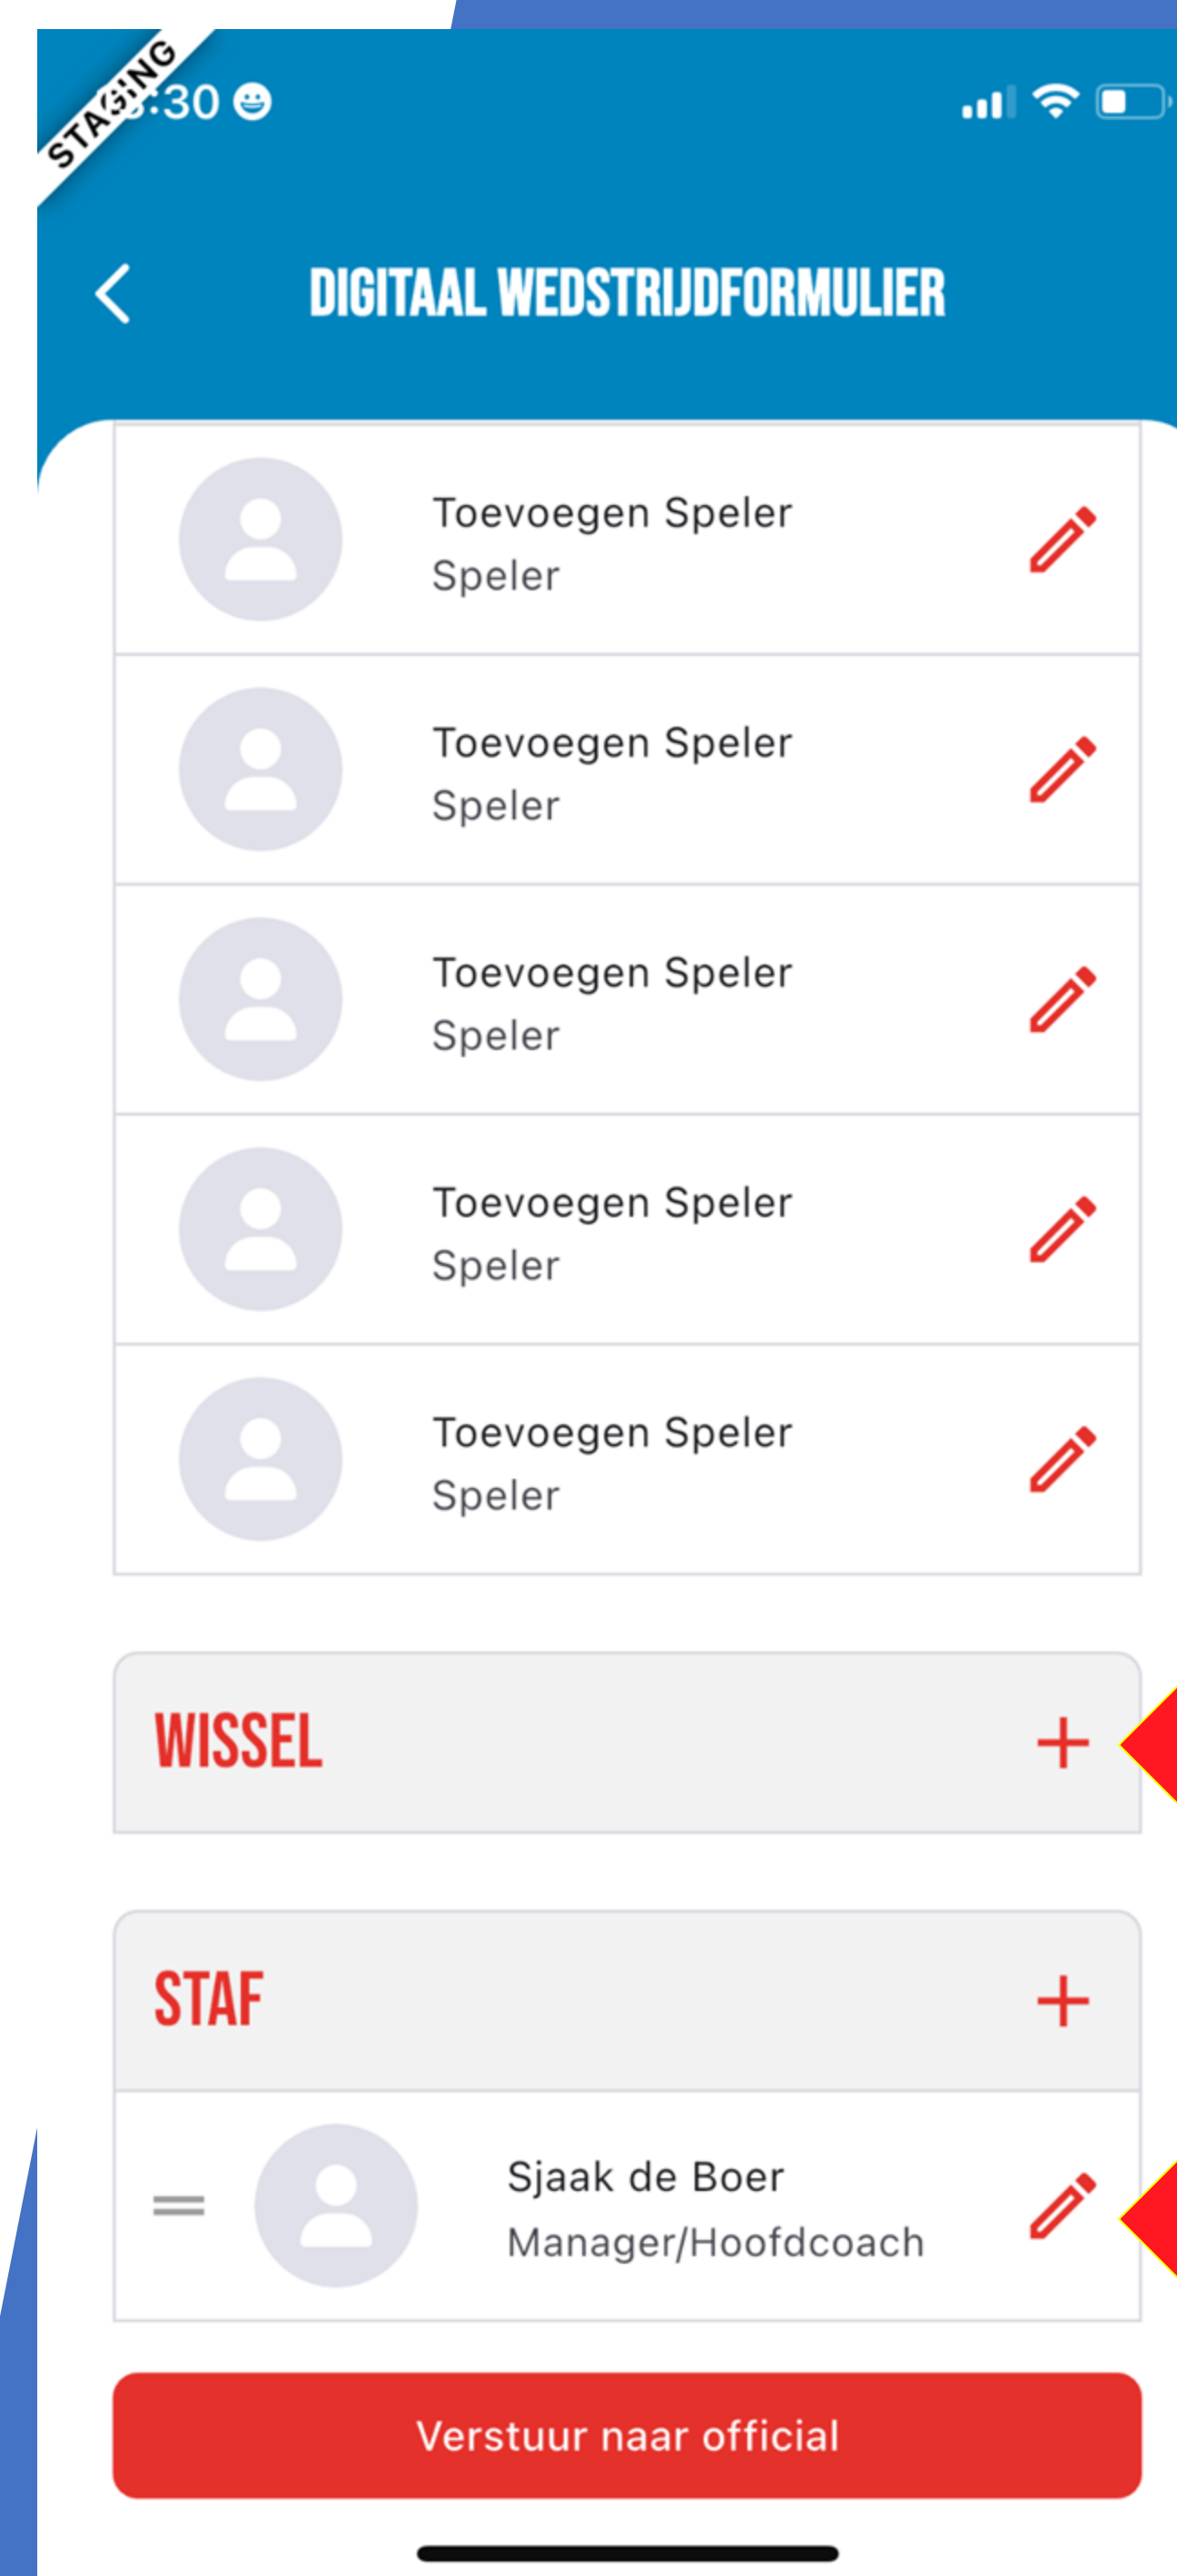 STAGING
:30
DIGITAAL WEDSTRIJDFORMULIER
Toevoegen Speler
Speler
Toevoegen Speler
Speler
Toevoegen Speler
Speler
Toevoegen Speler
Speler
Toevoegen Speler
Speler
WISSEL
STAF
Sjaak de Boer
Manager/Hoofdcoach
Verstuur naar official